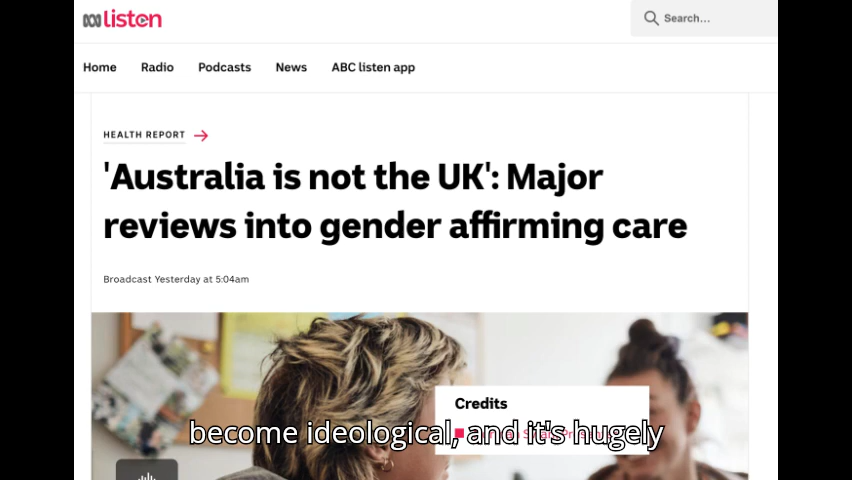 listen
Search...
Home Radio Podcasts News ABC listen app
HEALTH REPORT
'Australia is not the UK': Major
reviews into gender affirming care
Broadcast Yesterday at 5:04am
Credits
become ideological, and it's hugely